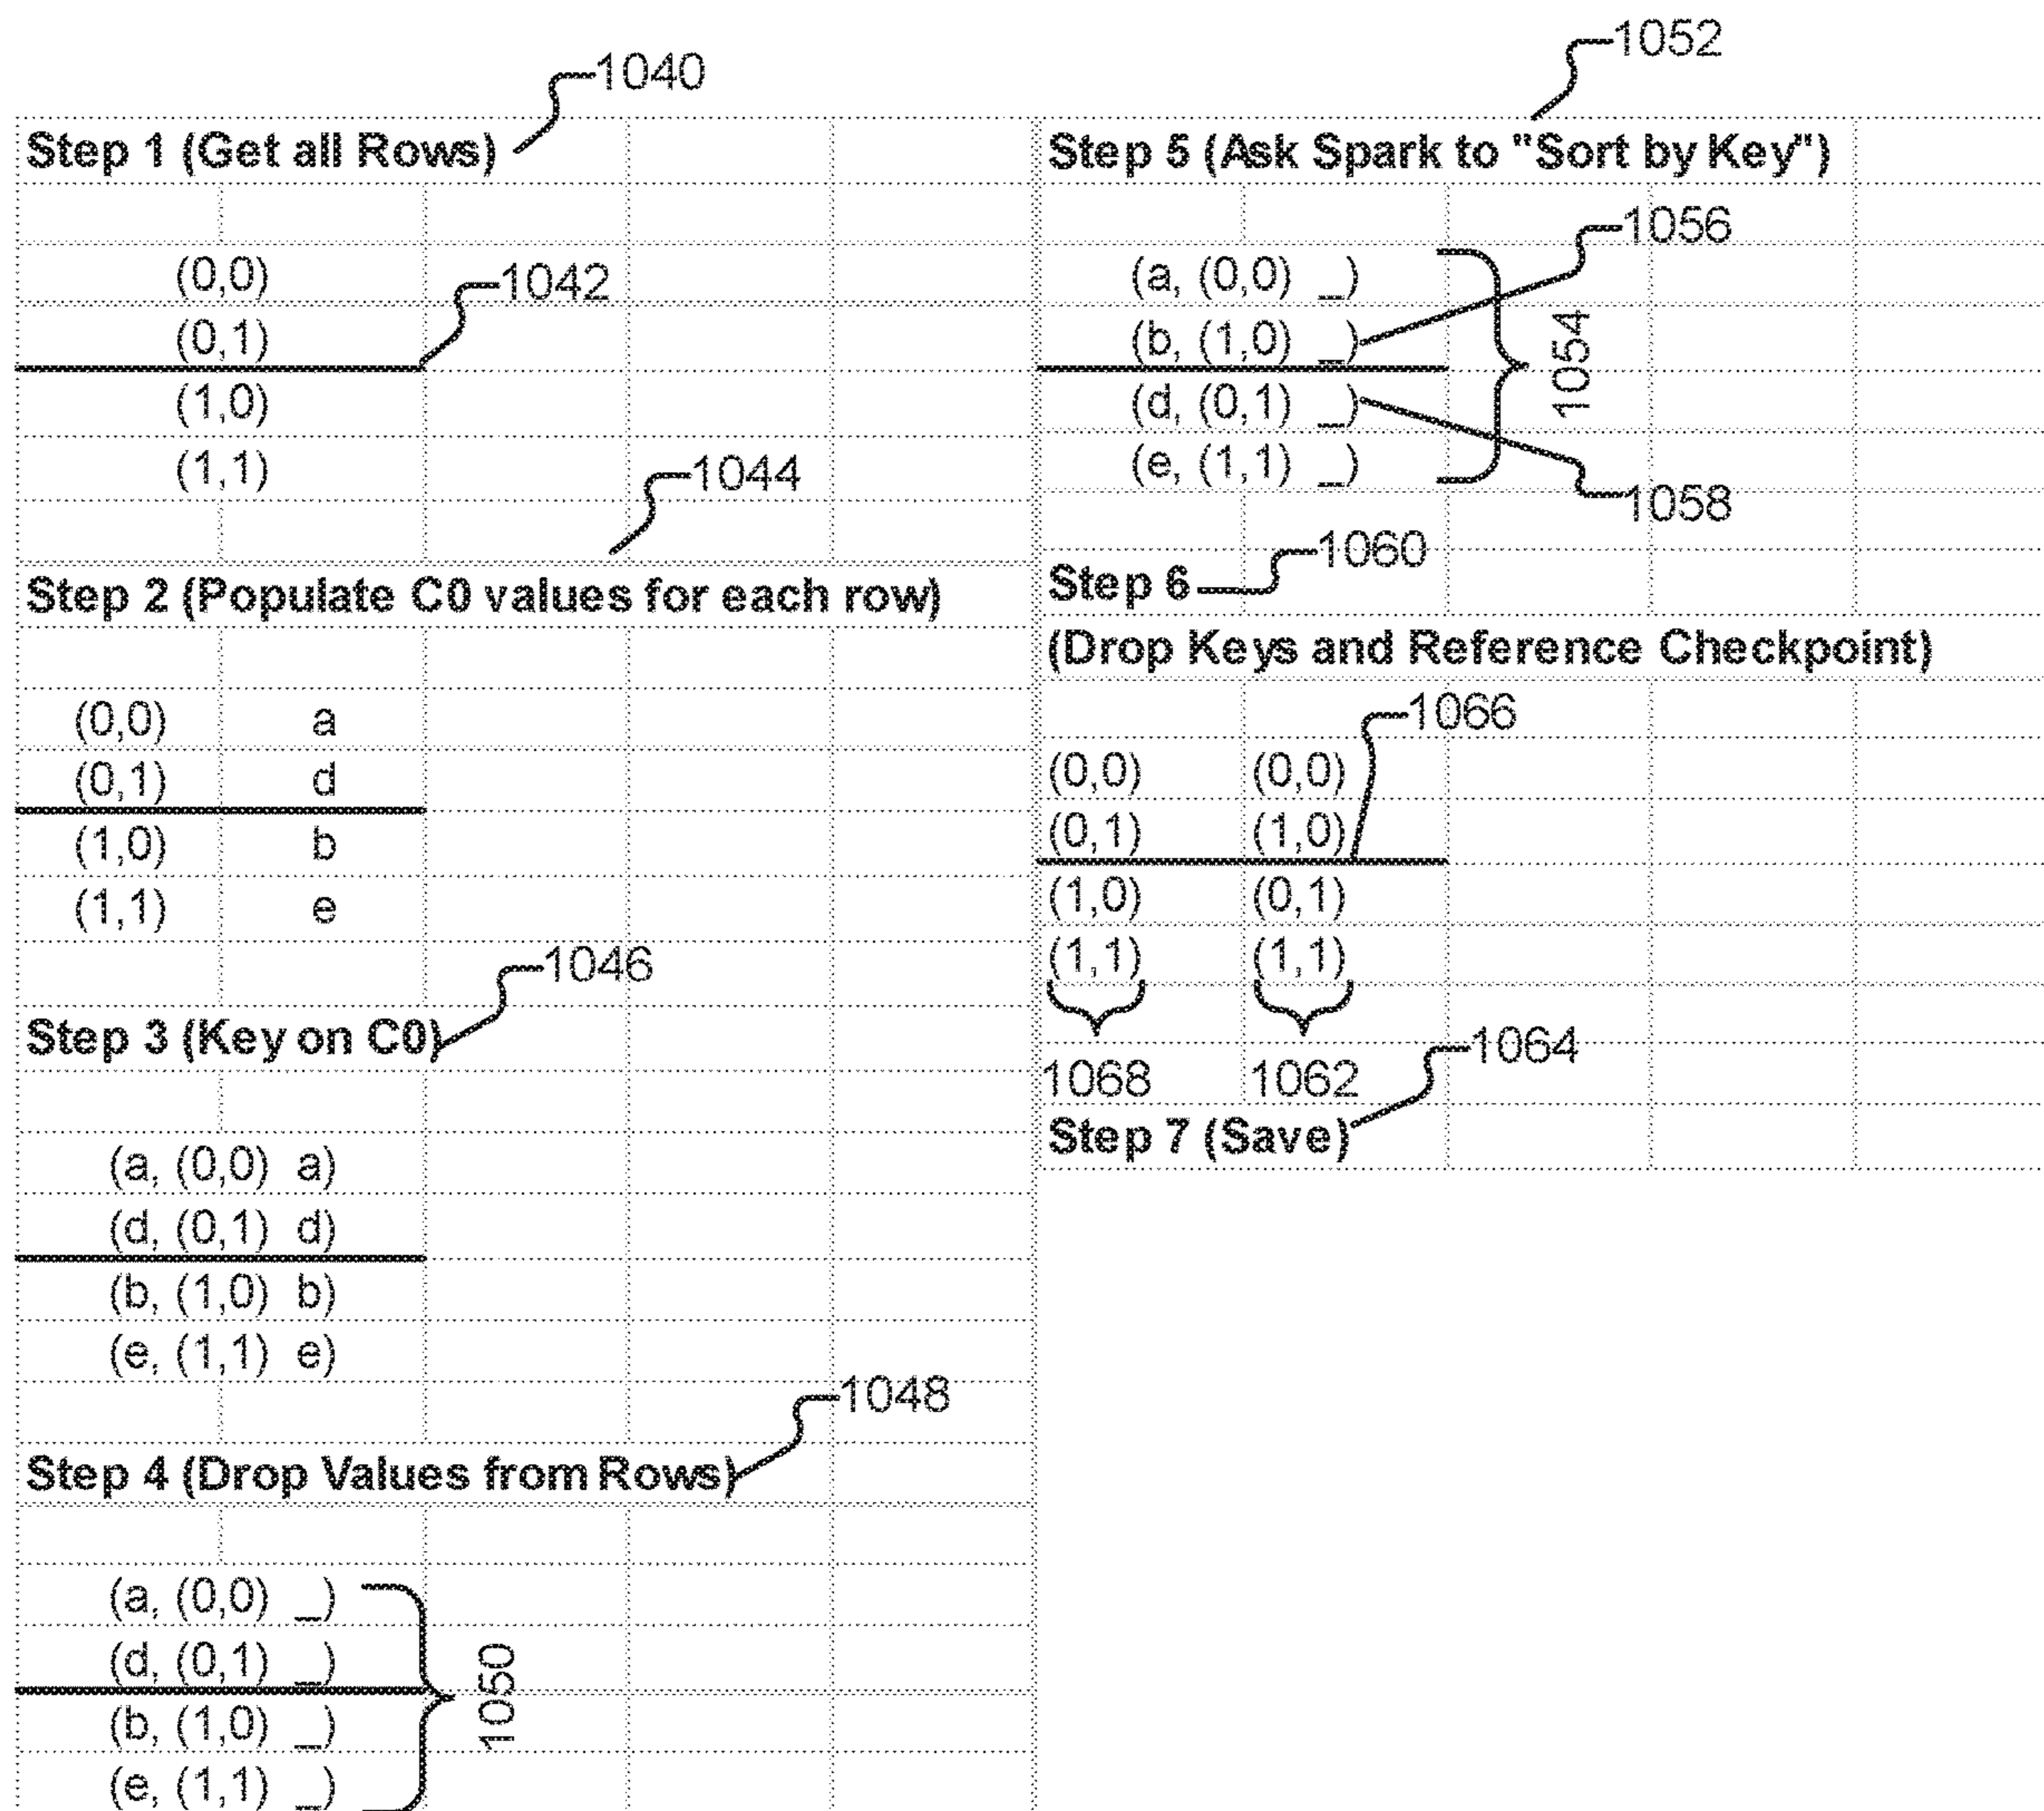 1040
Step 1 (Get all Rows)
(0,0)
1042
(0,1)
(1,0)
(1,1)
1044
Step 2 (Populate C0 values for each row)
(0,0) a
(0,1) d
(1,0) b
(1,1) e
1046
Step 3 (Key on C0)
(a, (0,0) a)
(d, (0,1) d)
(b, (1,0) b)
(e, (1,1) e)
1048
Step 4 (Drop Values from Rows)
(a, (0,0) _)
(d, (0,1) _)
1050
(b, (1,0) _)
(e, (1,1) _)
1052
Step 5 (Ask Spark to "Sort by Key")
1056
(a, (0,0) _)
(b, (1,0) _)
1054
(d, (0,1) _)
(e, (1,1) _)
1058
1060
Step 6
(Drop Keys and Reference Checkpoint)
1066
(0,0) (0,0)
(0,1) (1,0)
(1,0) (0,1)
(1,1) (1,1)
1064
1068 1062
Step 7 (Save)